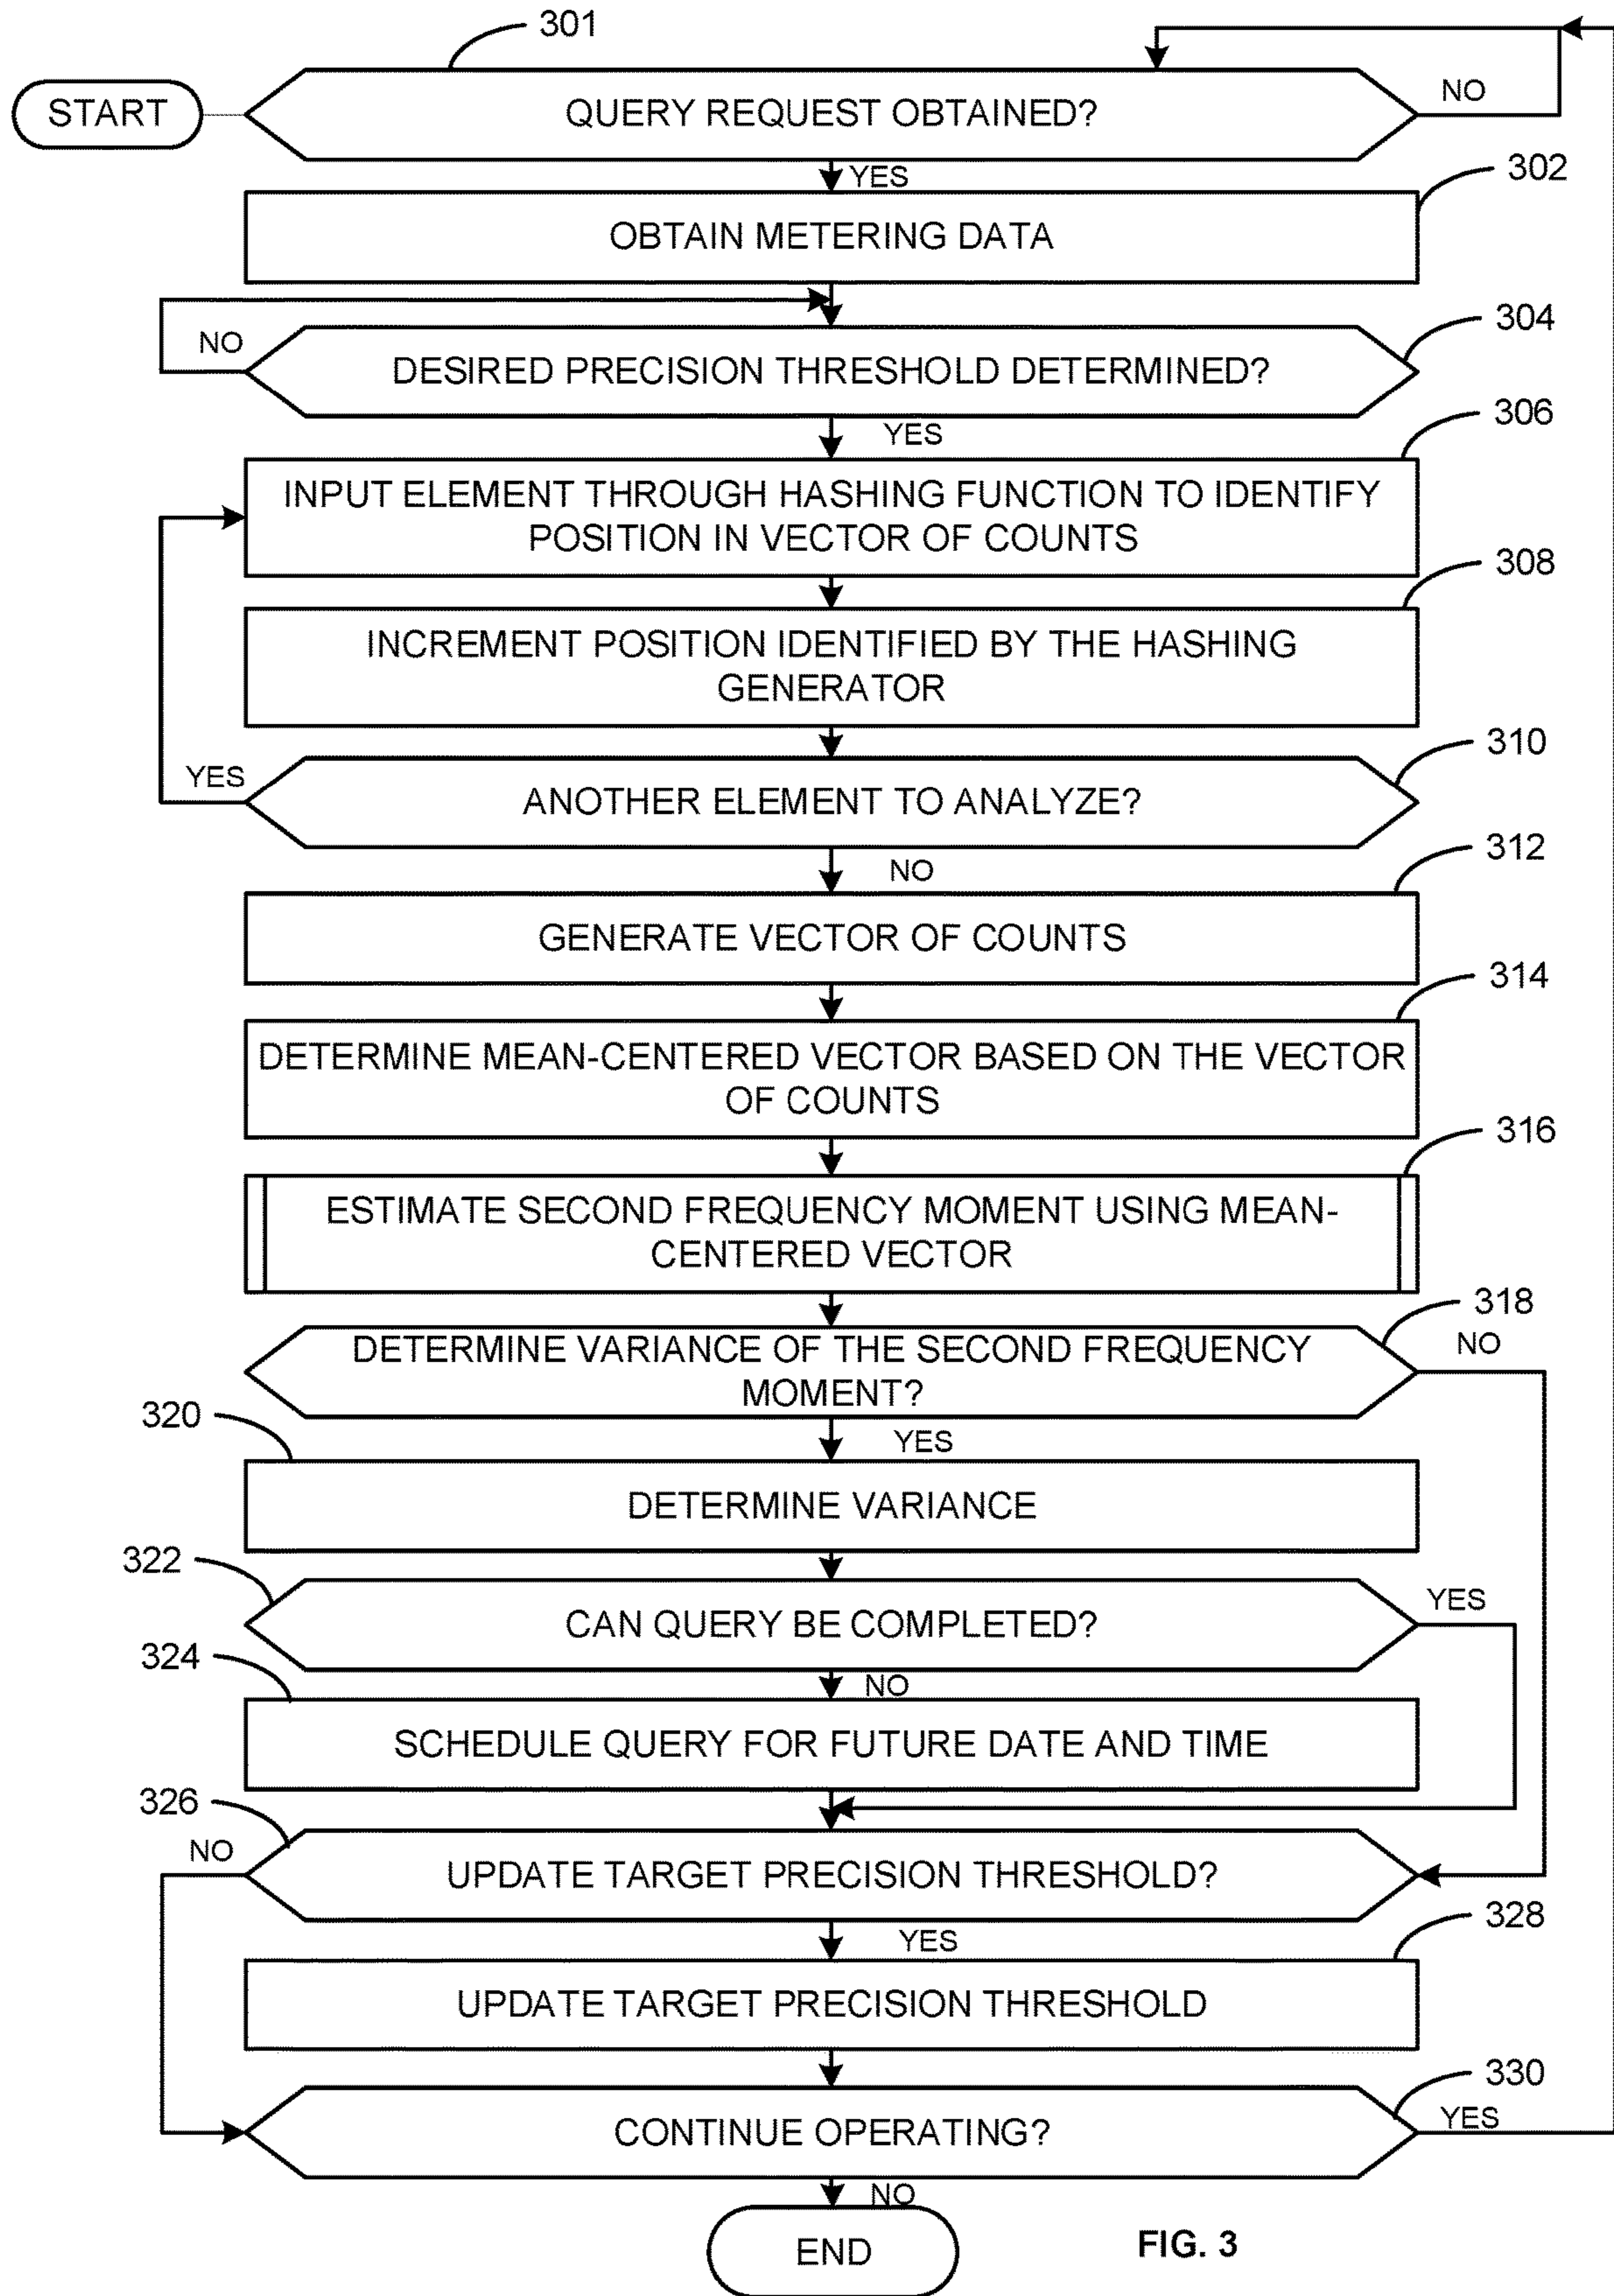 301
START
QUERY REQUEST OBTAINED?
NO
YES
302
OBTAIN METERING DATA
304
NO
DESIRED PRECISION THRESHOLD DETERMINED?
YES
306
INPUT ELEMENT THROUGH HASHING FUNCTION TO IDENTIFY
POSITION IN VECTOR OF COUNTS
308
INCREMENT POSITION IDENTIFIED BY THE HASHING
GENERATOR
310
YES
ANOTHER ELEMENT TO ANALYZE?
NO
312
GENERATE VECTOR OF COUNTS
314
DETERMINE MEAN-CENTERED VECTOR BASED ON THE VECTOR
OF COUNTS
316
ESTIMATE SECOND FREQUENCY MOMENT USING MEAN-
CENTERED VECTOR
318
NO
DETERMINE VARIANCE OF THE SECOND FREQUENCY
MOMENT?
320
YES
DETERMINE VARIANCE
322
YES
CAN QUERY BE COMPLETED?
324
NO
SCHEDULE QUERY FOR FUTURE DATE AND TIME
326
NO
UPDATE TARGET PRECISION THRESHOLD?
328
YES
UPDATE TARGET PRECISION THRESHOLD
330
CONTINUE OPERATING?
YES
NO
END
FIG. 3